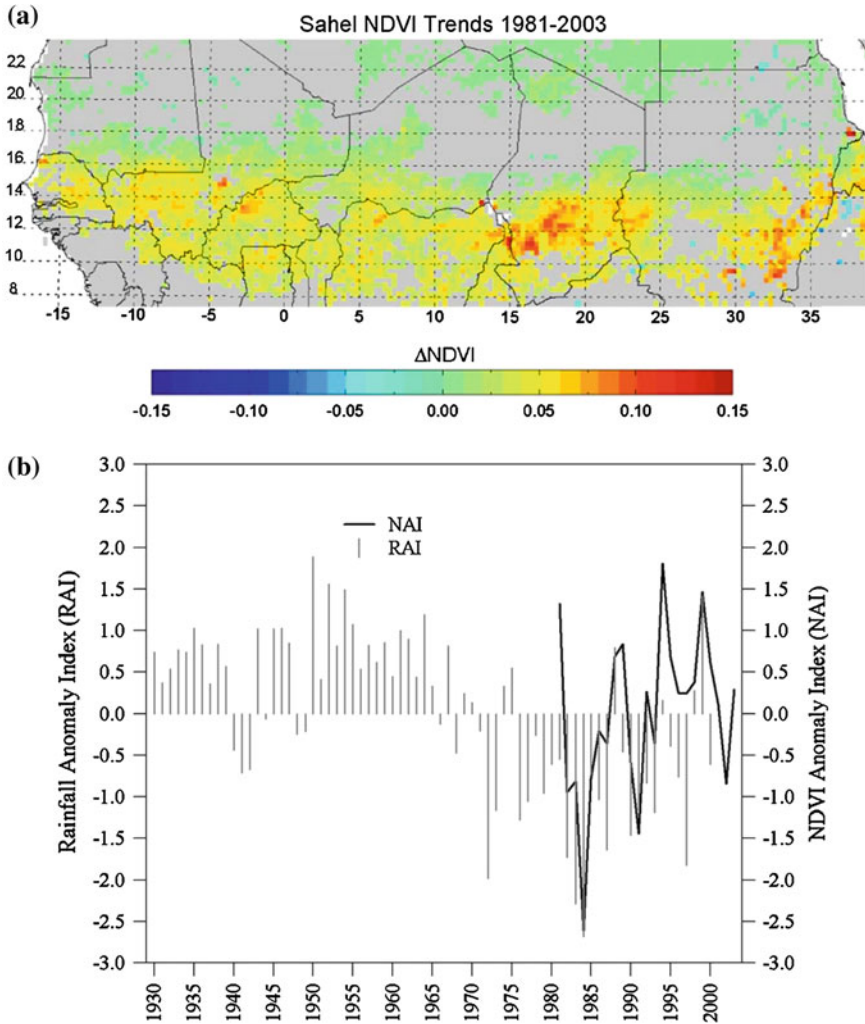 (a)
Sahel NDVI Trends 1981-2003
22
20
18
16
14
12
10
8
-15 -10 -5 0 5 10 15 20 25 30 35
ΔNDVI
-0.15 -0.10 -0.05 0.00 0.05 0.10 0.15
(b)
3.0 3.0
2.5 2.5
2.0 2.0
1.5 1.5
1.0 1.0
0.5 0.5
0.0 0.0
-0.5 -0.5
-1.0 -1.0
-1.5 -1.5
-2.0 -2.0
-2.5 -2.5
-3.0 -3.0
NAI
RAI
Rainfall Anomaly Index (RAI)
NDVI Anomaly Index (NAI)
1930 1935 1940 1945 1950 1955 1960 1965 1970 1975 1980 1985 1990 1995 2000